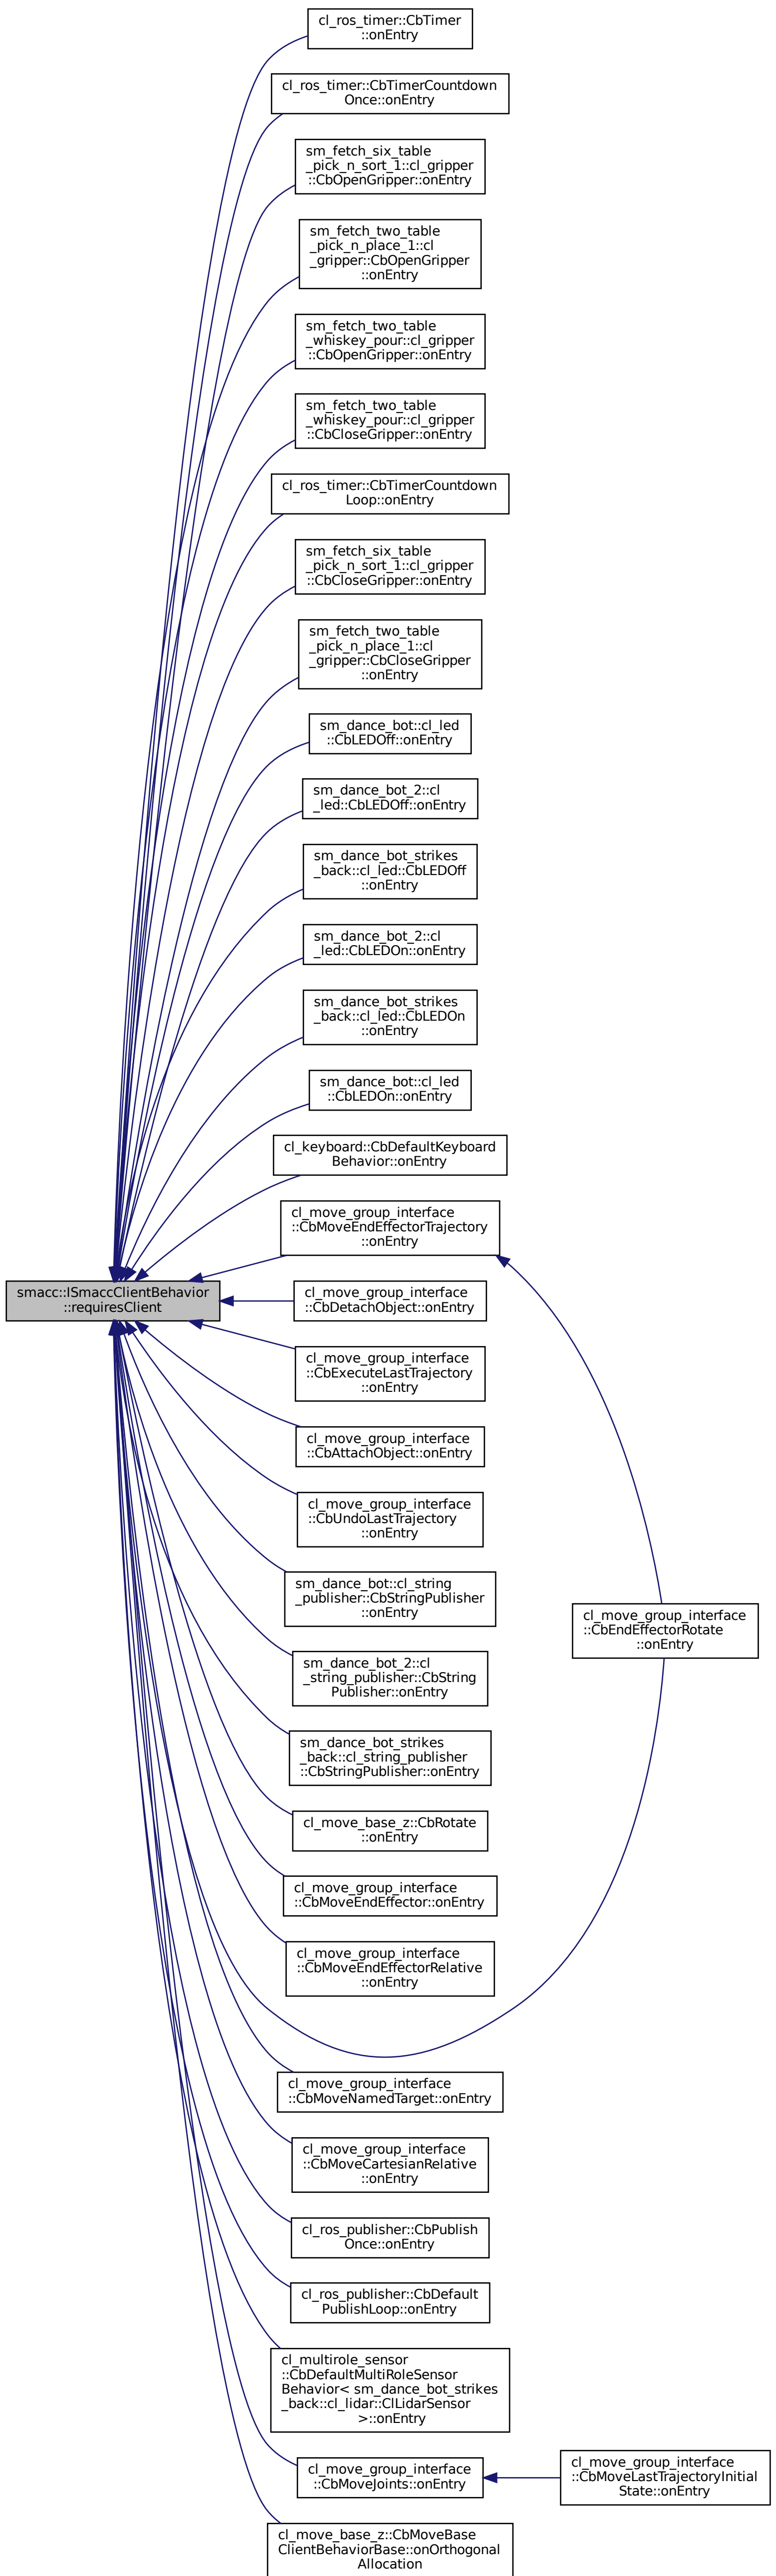 cl_ros_timer::CbTimer
::onEntry
cl_ros_timer::CbTimerCountdown
Once::onEntry
sm_fetch_six_table
_pick_n_sort_1::cl_gripper
::CbOpenGripper::onEntry
sm_fetch_two_table
_pick_n_place_1::cl
_gripper::CbOpenGripper
::onEntry
sm_fetch_two_table
_whiskey_pour::cl_gripper
::CbOpenGripper::onEntry
sm_fetch_two_table
_whiskey_pour::cl_gripper
::CbCloseGripper::onEntry
cl_ros_timer::CbTimerCountdown
Loop::onEntry
sm_fetch_six_table
_pick_n_sort_1::cl_gripper
::CbCloseGripper::onEntry
sm_fetch_two_table
_pick_n_place_1::cl
_gripper::CbCloseGripper
::onEntry
sm_dance_bot::cl_led
::CbLEDOff::onEntry
sm_dance_bot_2::cl
_led::CbLEDOff::onEntry
sm_dance_bot_strikes
_back::cl_led::CbLEDOff
::onEntry
sm_dance_bot_2::cl
_led::CbLEDOn::onEntry
sm_dance_bot_strikes
_back::cl_led::CbLEDOn
::onEntry
sm_dance_bot::cl_led
::CbLEDOn::onEntry
cl_keyboard::CbDefaultKeyboard
Behavior::onEntry
cl_move_group_interface
::CbMoveEndEffectorTrajectory
::onEntry
smacc::ISmaccClientBehavior
::requiresClient
cl_move_group_interface
::CbDetachObject::onEntry
cl_move_group_interface
::CbExecuteLastTrajectory
::onEntry
cl_move_group_interface
::CbAttachObject::onEntry
cl_move_group_interface
::CbUndoLastTrajectory
::onEntry
sm_dance_bot::cl_string
_publisher::CbStringPublisher
::onEntry
cl_move_group_interface
::CbEndEffectorRotate
::onEntry
sm_dance_bot_2::cl
_string_publisher::CbString
Publisher::onEntry
sm_dance_bot_strikes
_back::cl_string_publisher
::CbStringPublisher::onEntry
cl_move_base_z::CbRotate
::onEntry
cl_move_group_interface
::CbMoveEndEffector::onEntry
cl_move_group_interface
::CbMoveEndEffectorRelative
::onEntry
cl_move_group_interface
::CbMoveNamedTarget::onEntry
cl_move_group_interface
::CbMoveCartesianRelative
::onEntry
cl_ros_publisher::CbPublish
Once::onEntry
cl_ros_publisher::CbDefault
PublishLoop::onEntry
cl_multirole_sensor
::CbDefaultMultiRoleSensor
Behavior< sm_dance_bot_strikes
_back::cl_lidar::ClLidarSensor
>::onEntry
cl_move_group_interface
::CbMoveJoints::onEntry
cl_move_group_interface
::CbMoveLastTrajectoryInitial
State::onEntry
cl_move_base_z::CbMoveBase
ClientBehaviorBase::onOrthogonal
Allocation